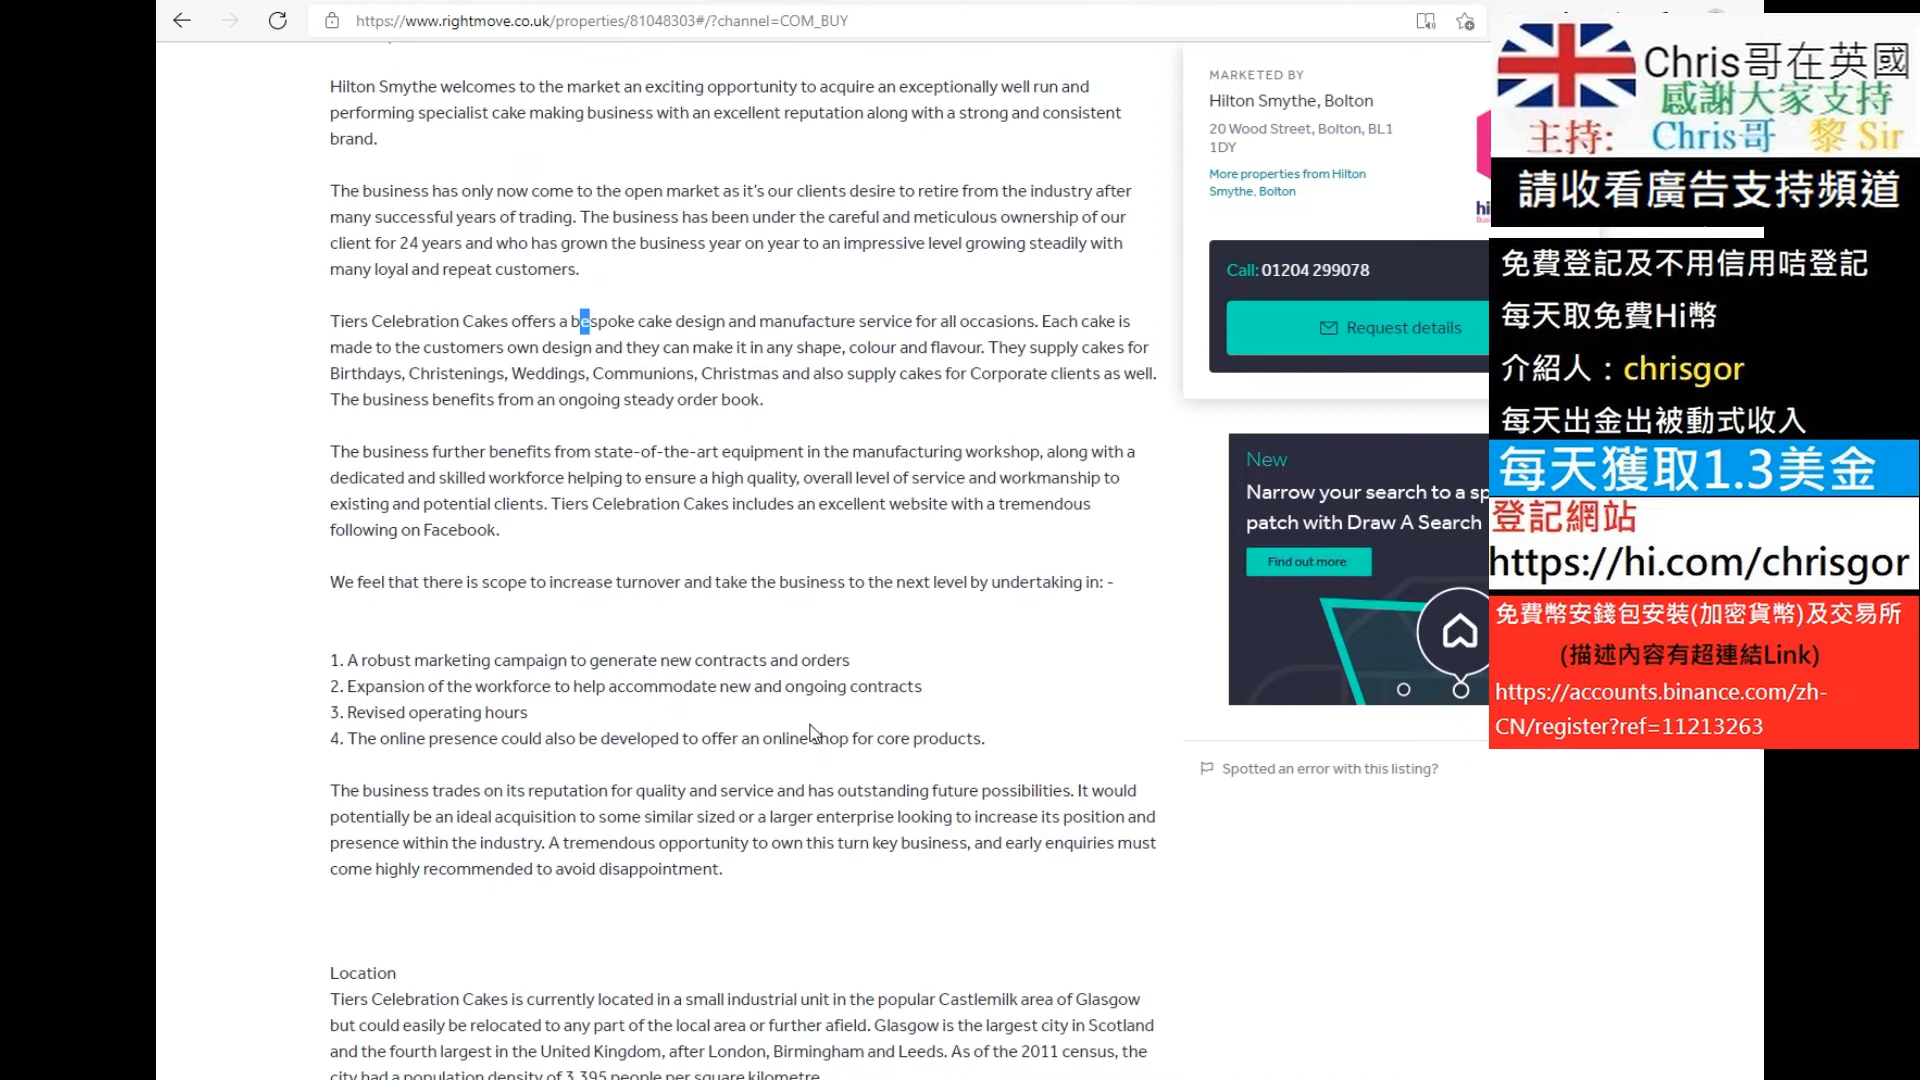 https://www.rightmove.co.uk/properties/81048303#/?channel=COM_BUY
Hilton Smythe welcomes to the market an exciting opportunity to acquire an exceptionally well run and
performing specialist cake making business with an excellent reputation along with a strong and consistent
brand.
The business has only now come to the open market as it's our clients desire to retire from the industry after
many successful years of trading. The business has been under the careful and meticulous ownership of our
client for 24 years and who has grown the business year on year to an impressive level growing steadily with
many loyal and repeat customers.
Tiers Celebration Cakes offers a bespoke cake design and manufacture service for all occasions. Each cake is
made to the customers own design and they can make it in any shape, colour and flavour. They supply cakes for
Birthdays, Christenings, Weddings, Communions, Christmas and also supply cakes for Corporate clients as well.
The business benefits from an ongoing steady order book.
The business further benefits from state-of-the-art equipment in the manufacturing workshop, along with a
dedicated and skilled workforce helping to ensure a high quality, overall level of service and workmanship to
existing and potential clients. Tiers Celebration Cakes includes an excellent website with a tremendous
following on Facebook.
We feel that there is scope to increase turnover and take the business to the next level by undertaking in: -
1. A robust marketing campaign to generate new contracts and orders
2. Expansion of the workforce to help accommodate new and ongoing contracts
3. Revised operating hours
4. The online presence could also be developed to offer an online shop for core products.
The business trades on its reputation for quality and service and has outstanding future possibilities. It would
potentially be an ideal acquisition to some similar sized or a larger enterprise looking to increase its position and
presence within the industry. A tremendous opportunity to own this turn key business, and early enquiries must
come highly recommended to avoid disappointment.
Location
Tiers Celebration Cakes is currently located in a small industrial unit in the popular Castlemilk area of Glasgow
but could easily be relocated to any part of the local area or further afield. Glasgow is the largest city in Scotland
and the fourth largest in the United Kingdom, after London, Birmingham and Leeds. As of the 2011 census, the
city had a population density of 3,395 people per square kilometre.
MARKETED BY
Hilton Smythe, Bolton
20 Wood Street, Bolton, BL1
1DY
More properties from Hilton
Smythe, Bolton
hi
Call: 01204 299078
Request details
New
Narrow your search to a sp
patch with Draw A Search
Find out more
Spotted an error with this listing?
Chris哥在英國
感謝大家支持
主持: Chris哥 黎 Sir
請收看廣告支持頻道
免費登記及不用信用咭登記
每天取免費Hi幣
介紹人：chrisgor
每天出金出被動式收入
每天獲取1.3美金
登記網站
https://hi.com/chrisgor
免費幣安錢包安裝(加密貨幣)及交易所
(描述內容有超連結Link)
https://accounts.binance.com/zh-
CN/register?ref=11213263